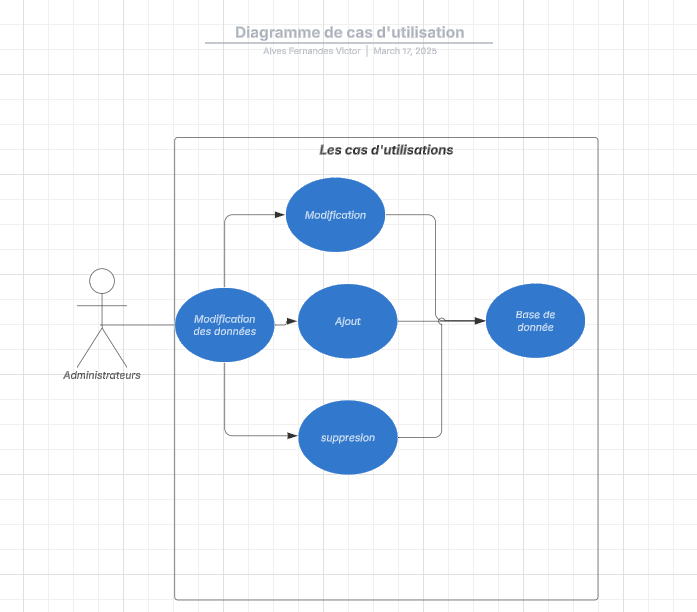 Diagramme de cas d'utilisation
Alves Fernandes Victor | March 17, 2025
Les cas d'utilisations
Modification
Modification
des données
Ajout
Base de
donnée
Administrateurs
suppresion